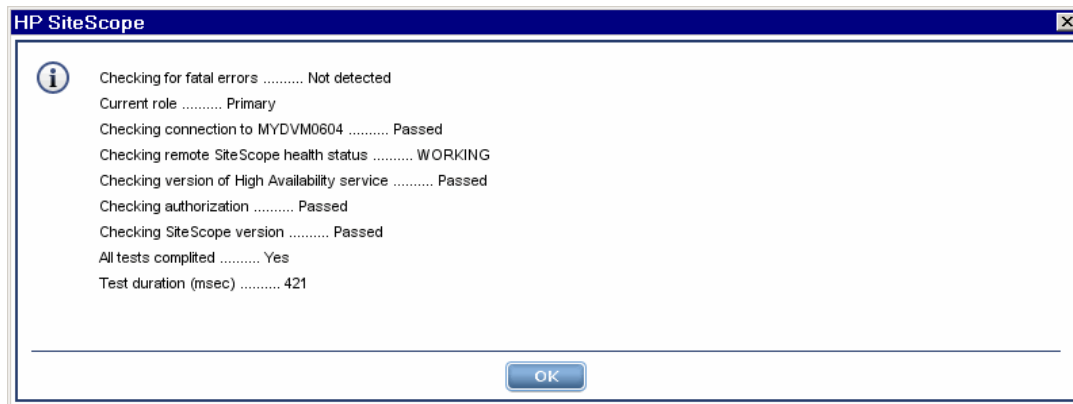 HP SiteScope
Checking for fatal errors .......... Not detected
Current role .......... Primary
Checking connection to MYDVM0604 .......... Passed
Checking remote SiteScope health status .......... WORKING
Checking version of High Availability service .......... Passed
Checking authorization .......... Passed
Checking SiteScope version .......... Passed
All tests complited .......... Yes
Test duration (msec) .......... 421
OK